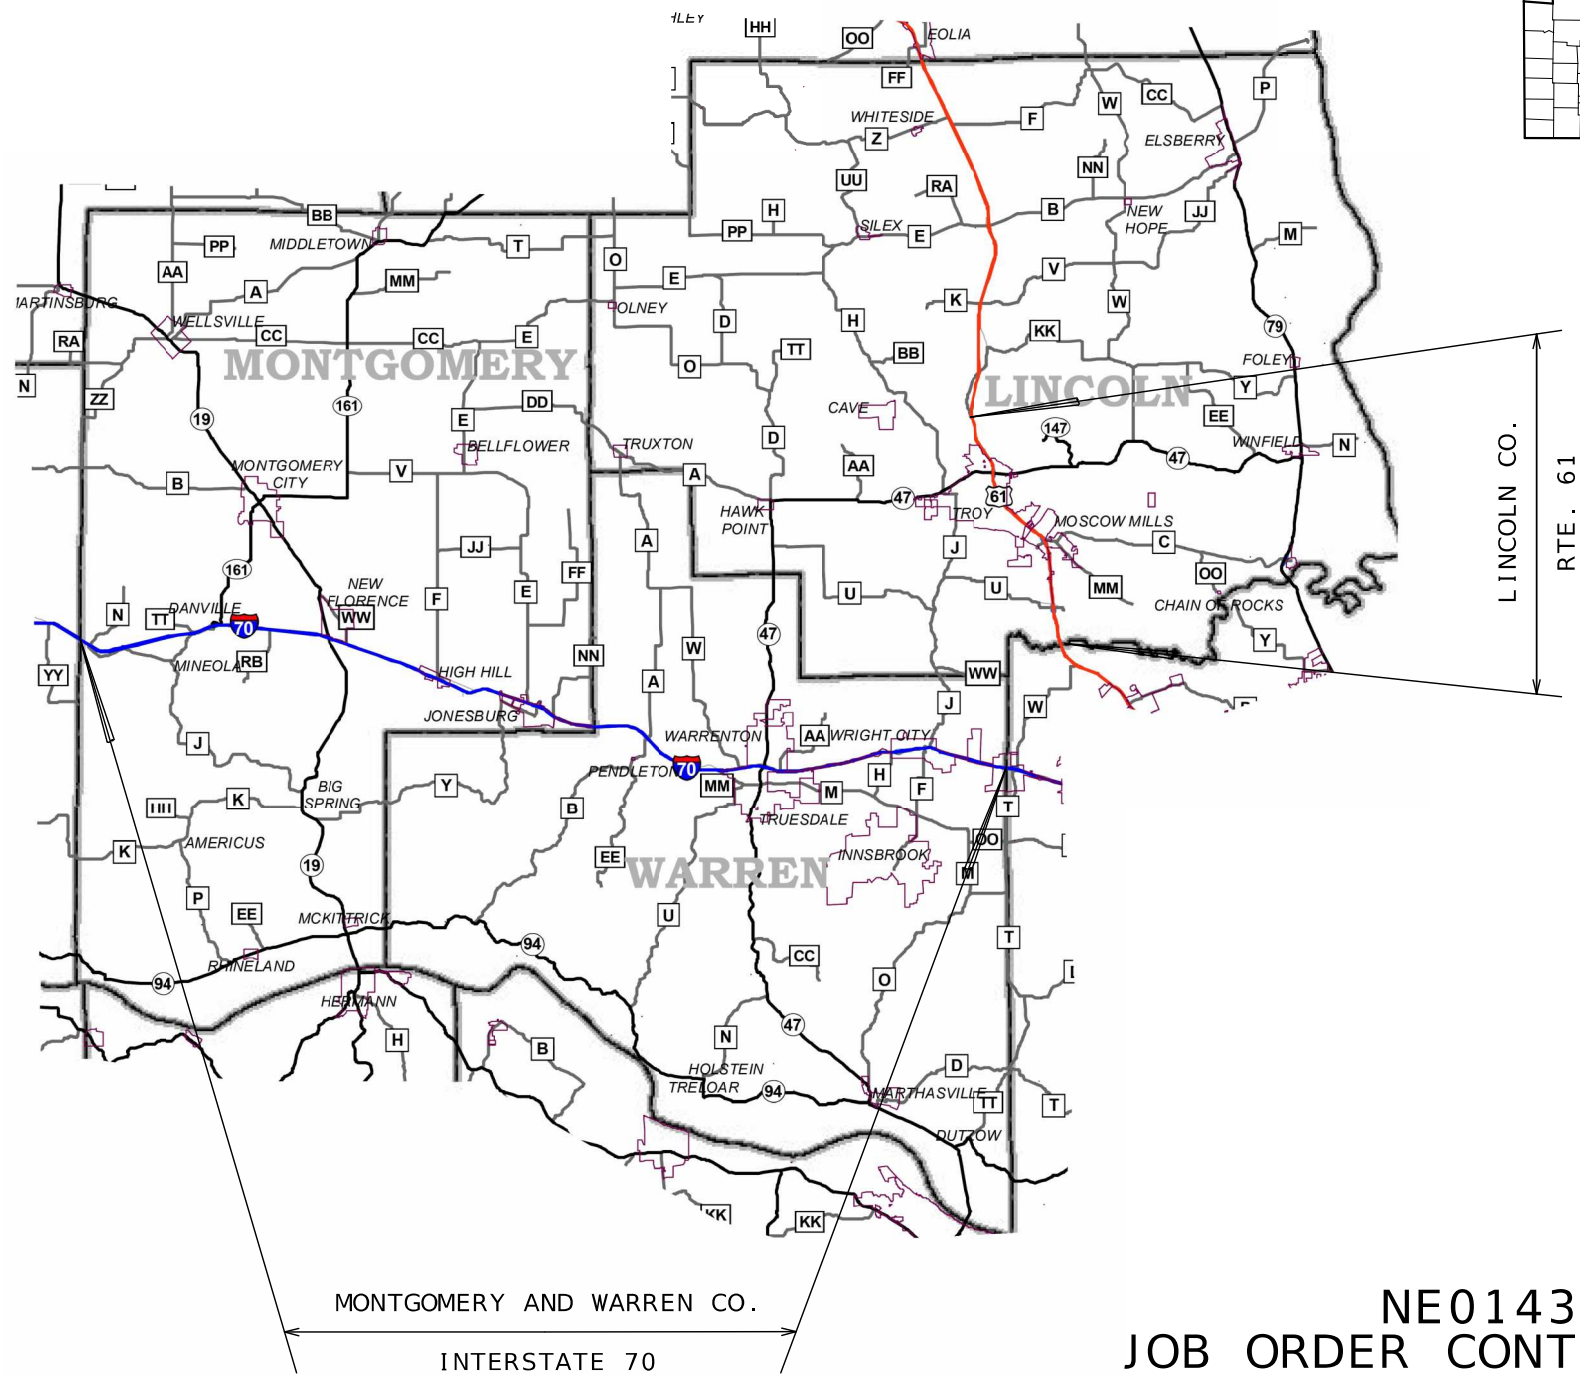 HH
OO
EOLIA
FF
P
CC
W
WHITESIDE
F
Z
ELSBERRY
NN
UU
RA
H
B
NEW
HOPE
JJ
BB
PP
SILEX
E
M
MIDDLETOWN
PP
T
O
AA
MM
E
V
A
K
W
OLNEY
WELLSVILLE
D
H
79
RA
CC
CC
E
KK
TT
BB
FOLEY
MONTGOMERY
O
LINCOLN
Y
N
ZZ
19
161
DD
CAVE
EE
E
147
BELLFLOWER
TRUXTON
D
WINFIELD
N
MONTGOMERY
CITY
V
AA
47
B
A
47
61
HAWK
POINT
TROY
MOSCOW MILLS
A
JJ
J
C
161
FF
OO
NEW
FLORENCE
F
E
U
U
MM
CHAIN OF ROCKS
N
TT
DANVILLE
WW
70
47
Y
MINEOLA
RB
W
NN
YY
HIGH HILL
A
WW
JONESBURG
J
W
J
WARRENTON
AA
WRIGHT CITY
PENDLETON
70
BIG
SPRING
Y
MM
M
H
F
K
B
T
TRUESDALE
AMERICUS
OO
K
EE
INNSBROOK
19
WARREN
M
P
EE
MCKITTRICK
U
94
T
RHINELAND
CC
94
O
HERMANN
H
N
47
B
HOLSTEIN
D
TRELOAR
94
MARTHASVILLE
TT
T
DUTZOW
KK
KK
LINCOLN CO.
RTE. 61
MONTGOMERY AND WARREN CO.
INTERSTATE 70
NE0143
JOB ORDER CONT